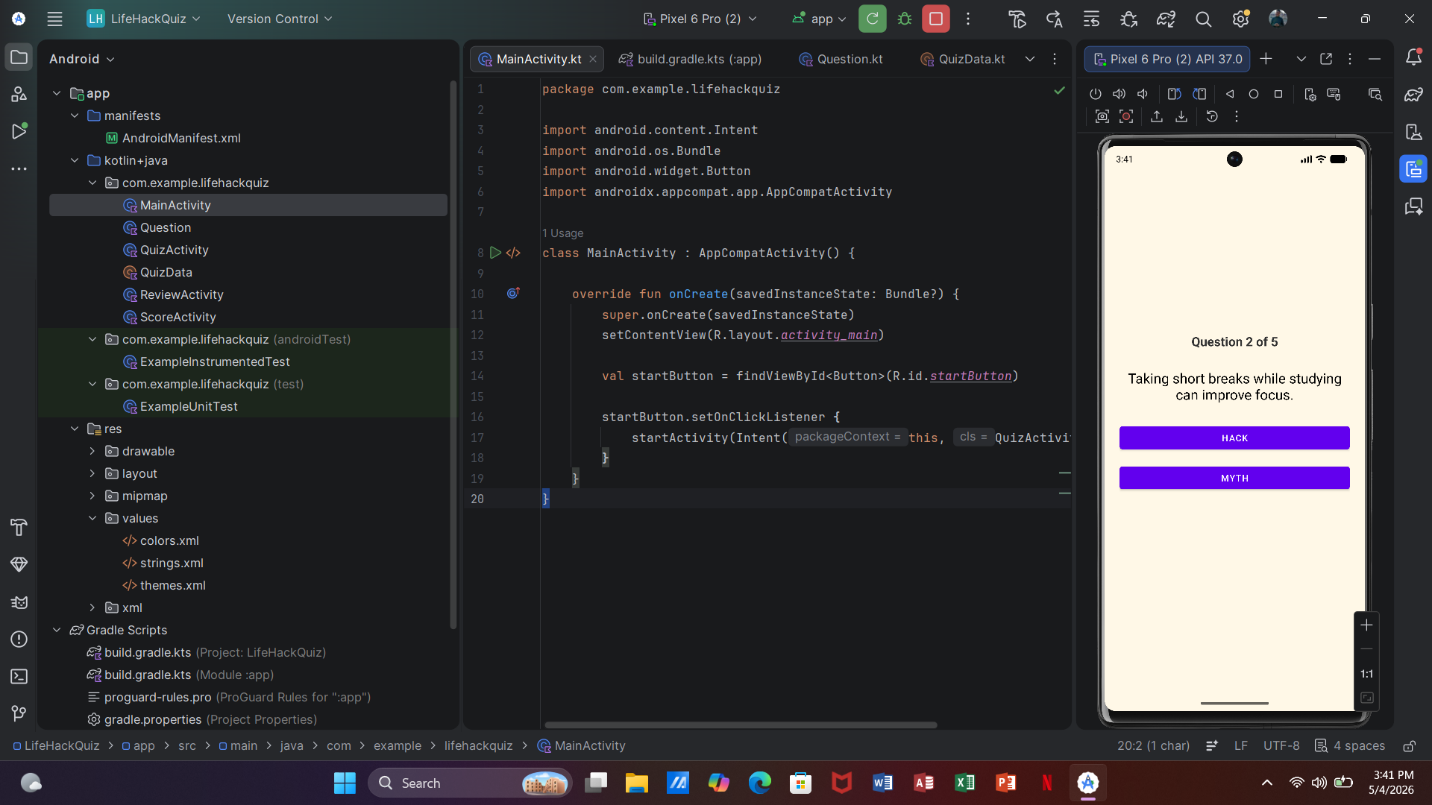 LH LifeHackQuiz Version Control Pixel 6 Pro (2) app
Android
app
manifests
AndroidManifest.xml
kotlin+java
com.example.lifehackquiz
MainActivity
Question
QuizActivity
QuizData
ReviewActivity
ScoreActivity
com.example.lifehackquiz (androidTest)
ExampleInstrumentedTest
com.example.lifehackquiz (test)
ExampleUnitTest
res
drawable
layout
mipmap
values
colors.xml
strings.xml
themes.xml
xml
Gradle Scripts
build.gradle.kts (Project: LifeHackQuiz)
build.gradle.kts (Module :app)
proguard-rules.pro (ProGuard Rules for ":app")
gradle.properties (Project Properties)
MainActivity.kt build.gradle.kts (:app) Question.kt QuizData.kt
1 package com.example.lifehackquiz
2
3 import android.content.Intent
4 import android.os.Bundle
5 import android.widget.Button
6 import androidx.appcompat.app.AppCompatActivity
7
1 Usage
8 class MainActivity : AppCompatActivity() {
9
10 override fun onCreate(savedInstanceState: Bundle?) {
11 super.onCreate(savedInstanceState)
12 setContentView(R.layout.activity_main)
13
14 val startButton = findViewById<Button>(R.id.startButton)
15
16 startButton.setOnClickListener {
17 startActivity(Intent( packageContext = this, cls = QuizActivit
18 }
19 }
20 }
Pixel 6 Pro (2) API 37.0
3:41
Question 2 of 5
Taking short breaks while studying
can improve focus.
HACK
MYTH
1:1
LifeHackQuiz > app > src > main > java > com > example > lifehackquiz > MainActivity
20:2 (1 char) LF UTF-8 4 spaces
Search
3:41 PM
5/4/2026